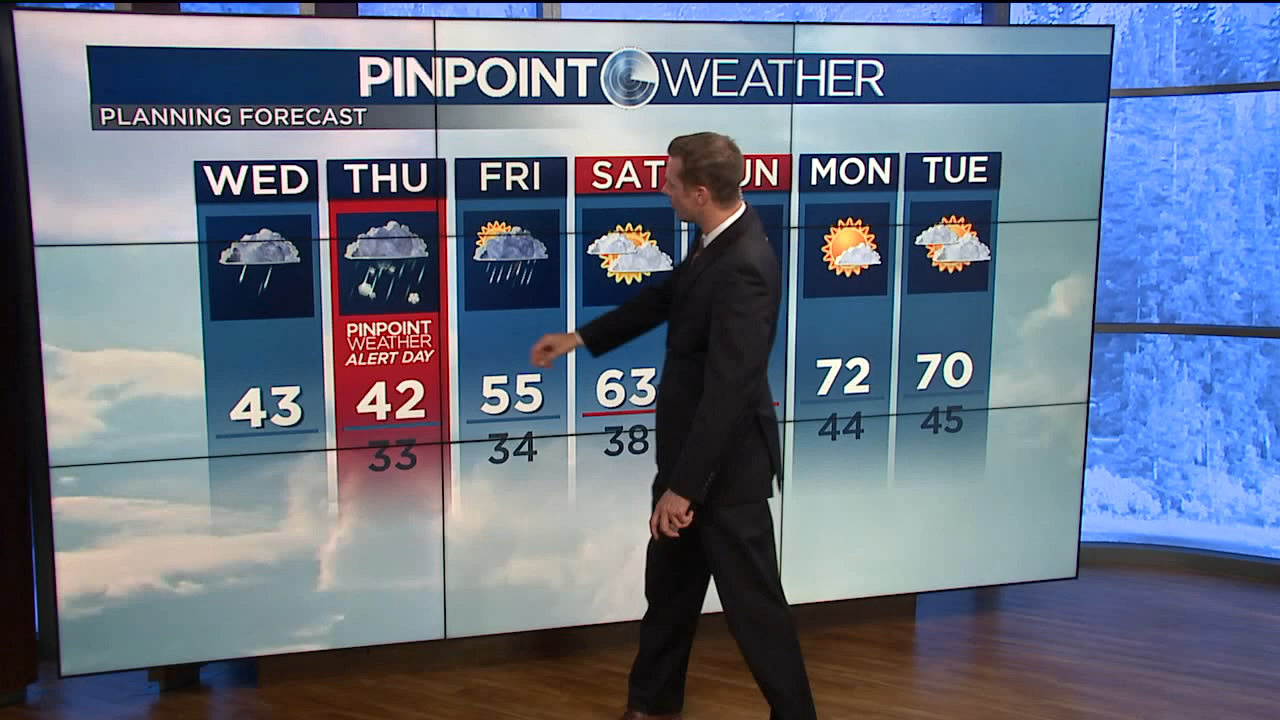 PINPOINT WEATHER
PLANNING FORECAST
WED THU FRI SAT UN MON TUE
PINPOINT
WEATHER
ALERT DAY
43 42 55 63 72 70
33 34 38 44 45